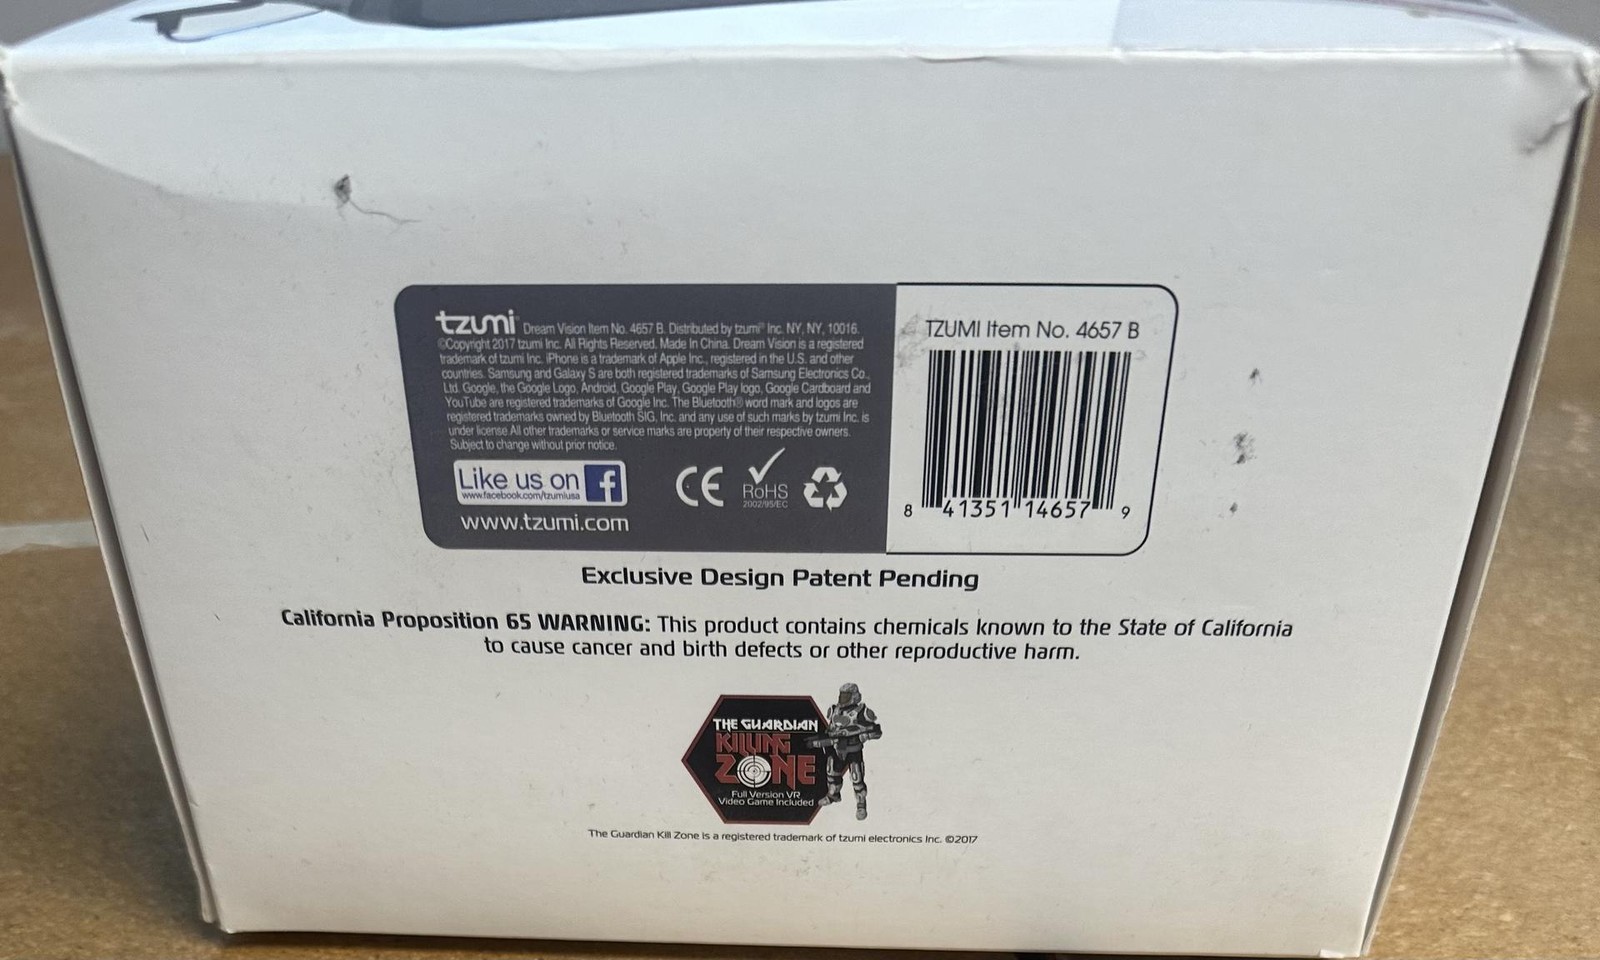 tzumi Dream Vision Item No. 4657 B. Distributed by tzumi® Inc. NY, NY, 10016.
©Copyright 2017 tzumi Inc. All Rights Reserved. Made In China. Dream Vision is a registered
trademark of tzumi Inc. iPhone is a trademark of Apple Inc., registered in the U.S. and other
countries. Samsung and Galaxy S are both registered trademarks of Samsung Electronics Co.,
Ltd. Google, the Google Logo, Android, Google Play, Google Play logo, Google Cardboard and
YouTube are registered trademarks of Google Inc. The Bluetooth® word mark and logos are
registered trademarks owned by Bluetooth SIG, Inc. and any use of such marks by tzumi Inc. is
under license.All other trademarks or service marks are property of their respective owners.
Subject to change without prior notice.
Like us on f
www.facebook.com/tzumiusa
www.tzumi.com
CE
RoHS
2002/95/EC
TZUMI Item No. 4657 B
8 41351 14657 9
Exclusive Design Patent Pending
California Proposition 65 WARNING: This product contains chemicals known to the State of California
to cause cancer and birth defects or other reproductive harm.
THE GUARDIAN
KILLING
ZONE
Full Version VR
Video Game Included
The Guardian Kill Zone is a registered trademark of tzumi electronics Inc. ©2017